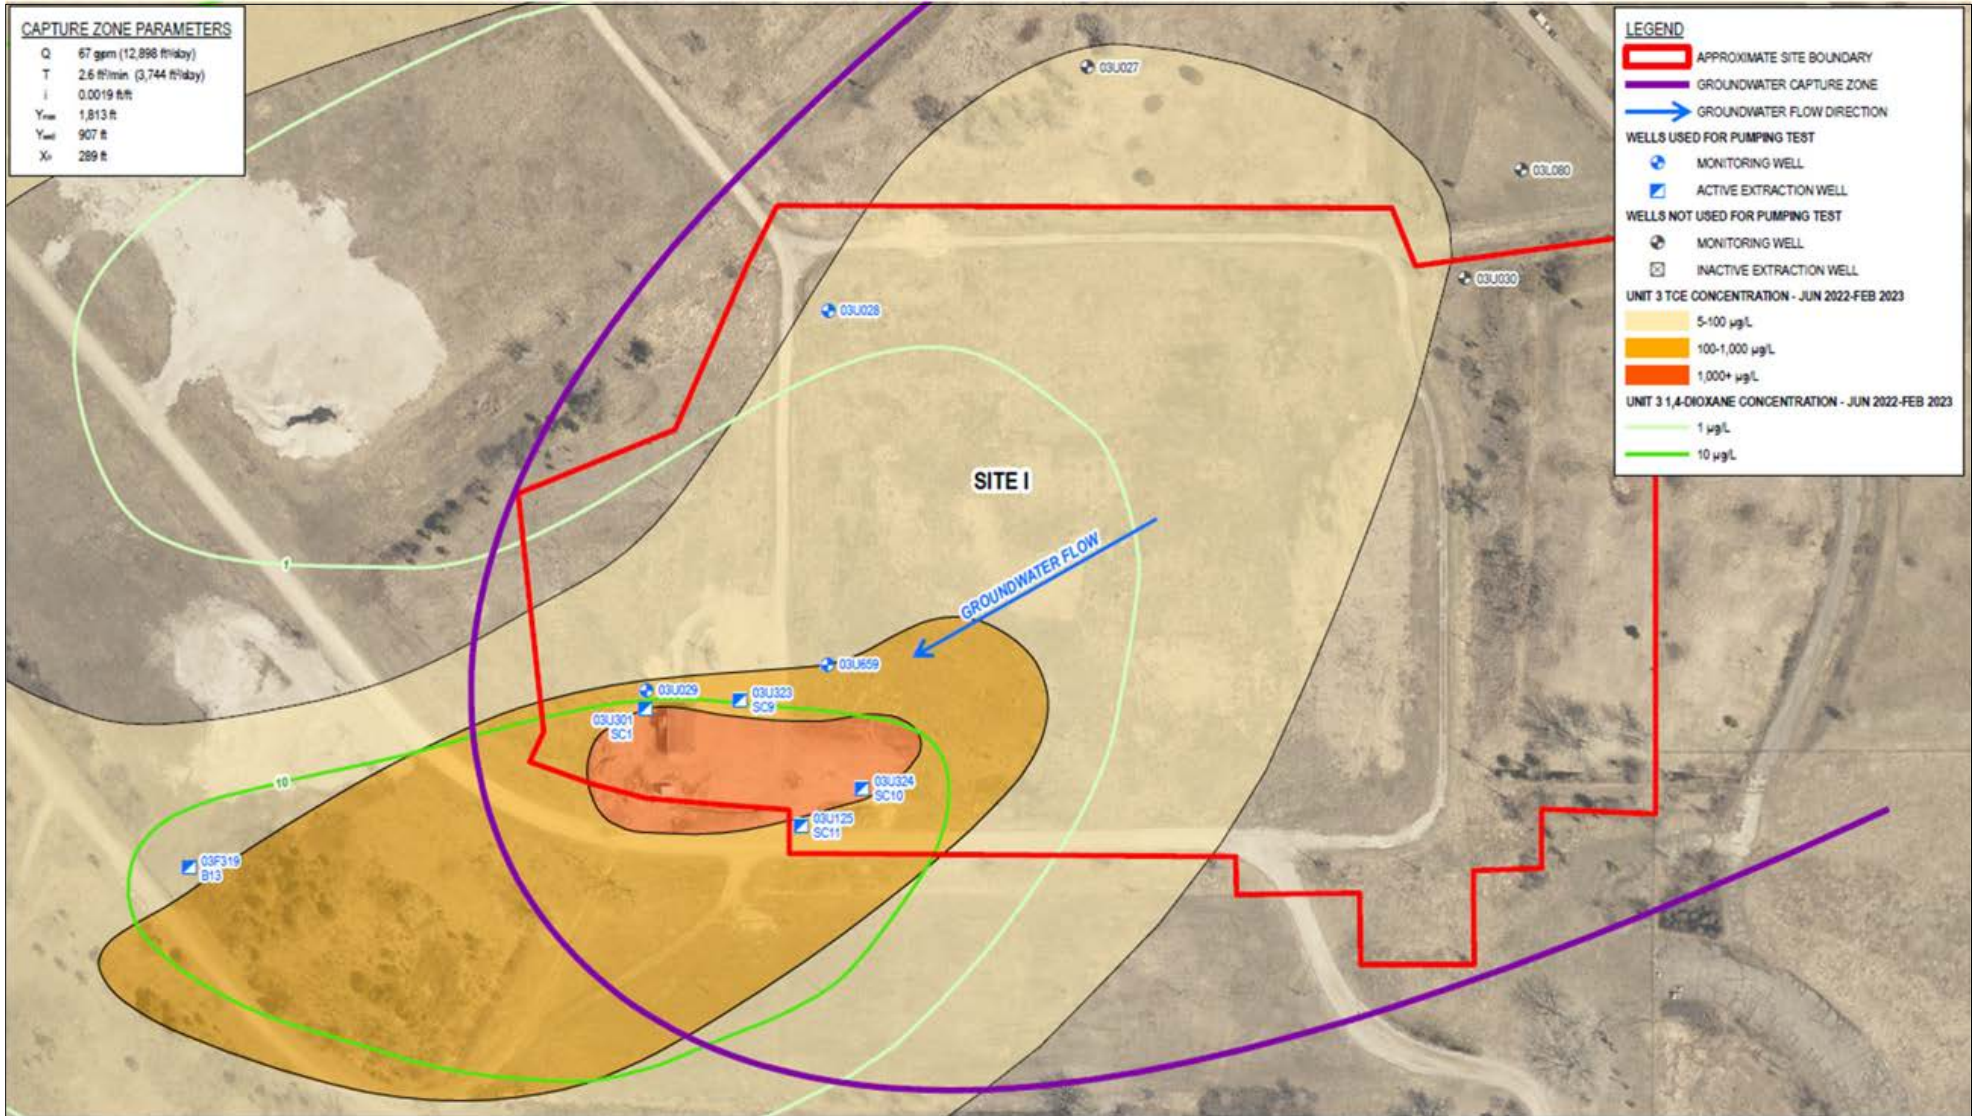 CAPTURE ZONE PARAMETERS
Q 67 gpm (12,898 ft³/day)
T 2.6 ft²/min (3,744 ft²/day)
i 0.0019 ft/ft
Ymax 1,813 ft
Ywell 907 ft
X₀ 289 ft
LEGEND
APPROXIMATE SITE BOUNDARY
GROUNDWATER CAPTURE ZONE
GROUNDWATER FLOW DIRECTION
WELLS USED FOR PUMPING TEST
MONITORING WELL
ACTIVE EXTRACTION WELL
WELLS NOT USED FOR PUMPING TEST
MONITORING WELL
INACTIVE EXTRACTION WELL
UNIT 3 TCE CONCENTRATION - JUN 2022-FEB 2023
5-100 µg/L
100-1,000 µg/L
1,000+ µg/L
UNIT 3 1,4-DIOXANE CONCENTRATION - JUN 2022-FEB 2023
1 µg/L
10 µg/L
03U027
03L080
03U030
03U028
SITE I
GROUNDWATER FLOW
1
03U659
03U029
03U323
SC9
03U301
SC1
10
03U324
SC10
03U125
SC11
03F319
B13